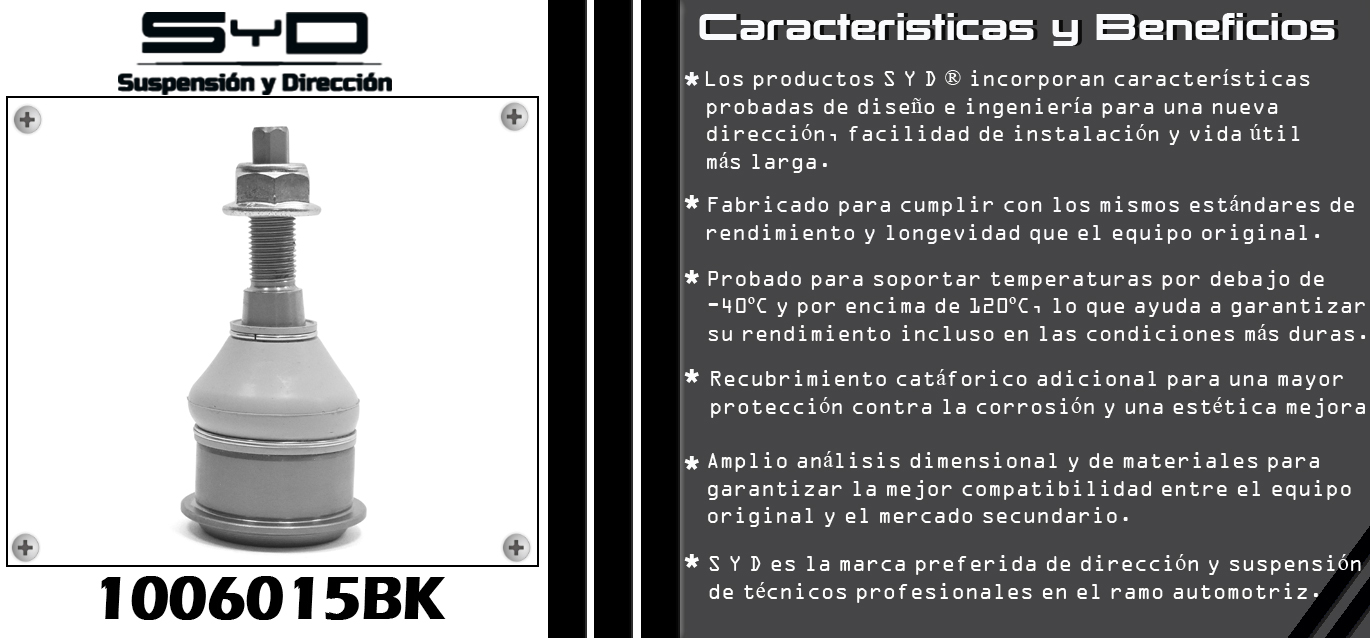 SYD
Suspensión y Dirección
1006015BK
Caracteristicas y Beneficios
* Los productos S Y D ® incorporan características
probadas de diseño e ingeniería para una nueva
dirección, facilidad de instalación y vida útil
más larga.
* Fabricado para cumplir con los mismos estándares de
rendimiento y longevidad que el equipo original.
* Probado para soportar temperaturas por debajo de
-40ºC y por encima de 120ºC, lo que ayuda a garantizar
su rendimiento incluso en las condiciones más duras.
* Recubrimiento catáforico adicional para una mayor
protección contra la corrosión y una estética mejora
* Amplio análisis dimensional y de materiales para
garantizar la mejor compatibilidad entre el equipo
original y el mercado secundario.
* S Y D es la marca preferida de dirección y suspensión
de técnicos profesionales en el ramo automotriz.